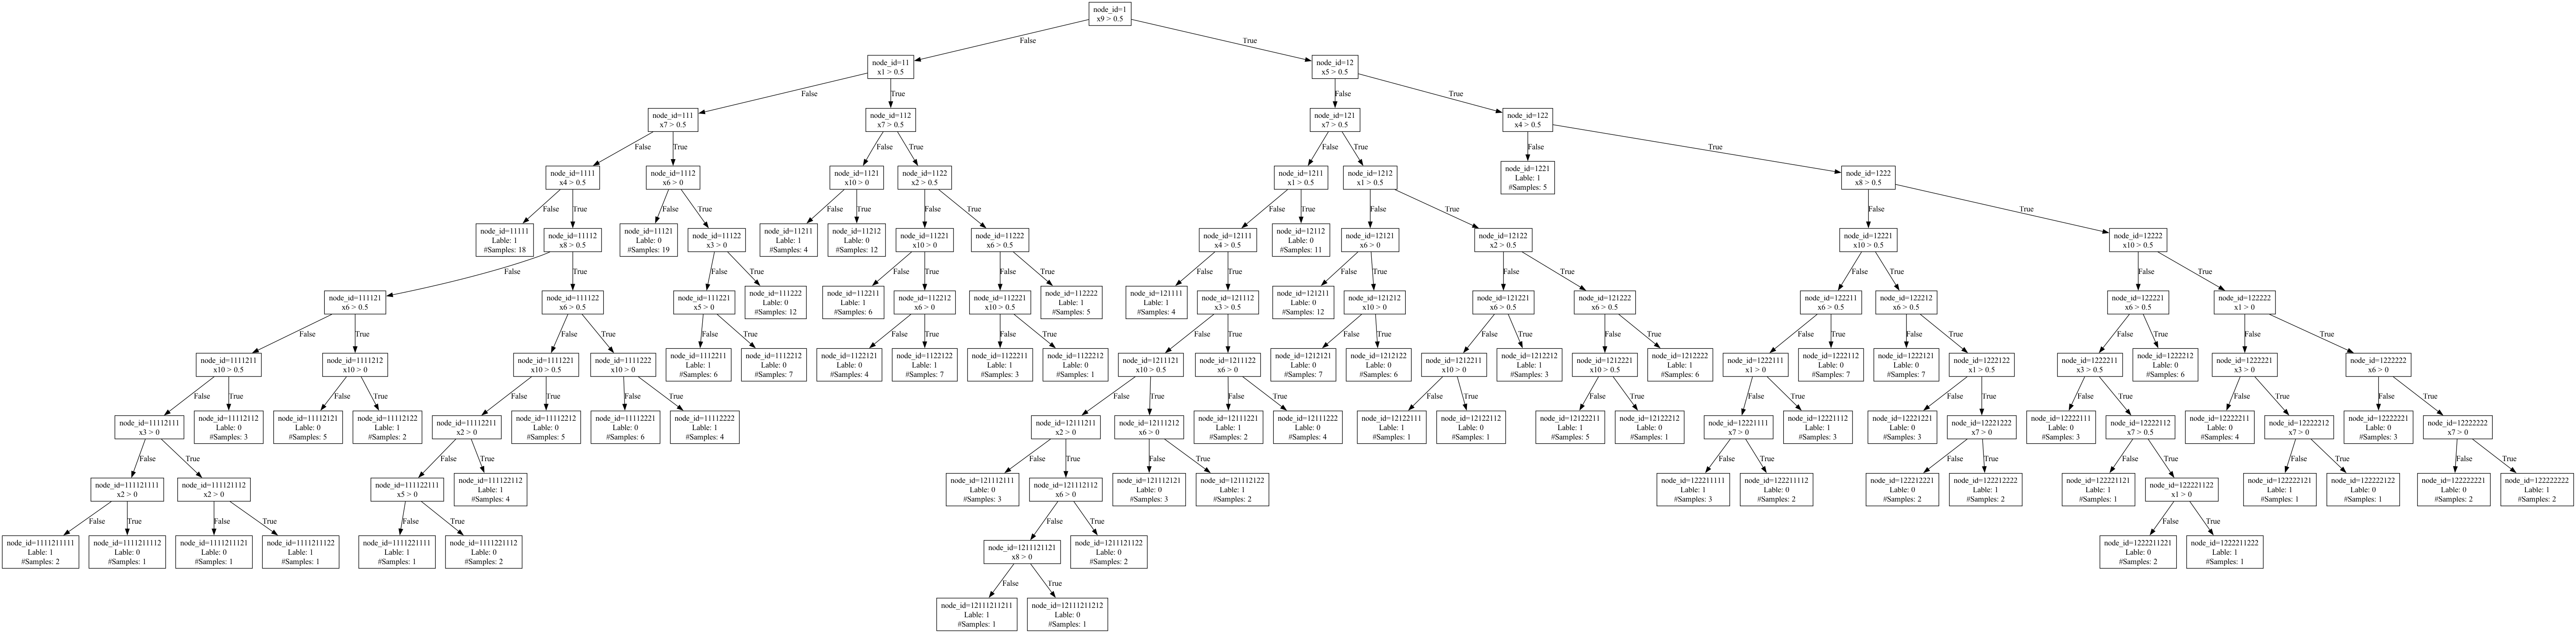 node_id=1
x9 > 0.5
False
True
node_id=11
x1 > 0.5
node_id=12
x5 > 0.5
False
True
False
True
node_id=111
x7 > 0.5
node_id=112
x7 > 0.5
node_id=121
x7 > 0.5
node_id=122
x4 > 0.5
False
True
False
True
False
True
False
True
node_id=1111
x4 > 0.5
node_id=1112
x6 > 0
node_id=1121
x10 > 0
node_id=1122
x2 > 0.5
node_id=1211
x1 > 0.5
node_id=1212
x1 > 0.5
node_id=1221
Lable: 1
#Samples: 5
node_id=1222
x8 > 0.5
False
True
False
True
False
True
False
True
False
True
False
True
False
True
node_id=11111
Lable: 1
#Samples: 18
node_id=11112
x8 > 0.5
node_id=11121
Lable: 0
#Samples: 19
node_id=11122
x3 > 0
node_id=11211
Lable: 1
#Samples: 4
node_id=11212
Lable: 0
#Samples: 12
node_id=11221
x10 > 0
node_id=11222
x6 > 0.5
node_id=12111
x4 > 0.5
node_id=12112
Lable: 0
#Samples: 11
node_id=12121
x6 > 0
node_id=12122
x2 > 0.5
node_id=12221
x10 > 0.5
node_id=12222
x10 > 0.5
False
True
False
True
False
True
False
True
False
True
False
True
False
True
False
True
False
True
node_id=111121
x6 > 0.5
node_id=111122
x6 > 0.5
node_id=111221
x5 > 0
node_id=111222
Lable: 0
#Samples: 12
node_id=112211
Lable: 1
#Samples: 6
node_id=112212
x6 > 0
node_id=112221
x10 > 0.5
node_id=112222
Lable: 1
#Samples: 5
node_id=121111
Lable: 1
#Samples: 4
node_id=121112
x3 > 0.5
node_id=121211
Lable: 0
#Samples: 12
node_id=121212
x10 > 0
node_id=121221
x6 > 0.5
node_id=121222
x6 > 0.5
node_id=122211
x6 > 0.5
node_id=122212
x6 > 0.5
node_id=122221
x6 > 0.5
node_id=122222
x1 > 0
False
True
False
True
False
True
False
True
False
True
False
True
False
True
False
True
False
True
False
True
False
True
False
True
False
True
node_id=1111211
x10 > 0.5
node_id=1111212
x10 > 0
node_id=1111221
x10 > 0.5
node_id=1111222
x10 > 0
node_id=1112211
Lable: 1
#Samples: 6
node_id=1112212
Lable: 0
#Samples: 7
node_id=1122121
Lable: 0
#Samples: 4
node_id=1122122
Lable: 1
#Samples: 7
node_id=1122211
Lable: 1
#Samples: 3
node_id=1122212
Lable: 0
#Samples: 1
node_id=1211121
x10 > 0.5
node_id=1211122
x6 > 0
node_id=1212121
Lable: 0
#Samples: 7
node_id=1212122
Lable: 0
#Samples: 6
node_id=1212211
x10 > 0
node_id=1212212
Lable: 1
#Samples: 3
node_id=1212221
x10 > 0.5
node_id=1212222
Lable: 1
#Samples: 6
node_id=1222111
x1 > 0
node_id=1222112
Lable: 0
#Samples: 7
node_id=1222121
Lable: 0
#Samples: 7
node_id=1222122
x1 > 0.5
node_id=1222211
x3 > 0.5
node_id=1222212
Lable: 0
#Samples: 6
node_id=1222221
x3 > 0
node_id=1222222
x6 > 0
False
True
False
True
False
True
False
True
False
True
False
True
False
True
False
True
False
True
False
True
False
True
False
True
False
True
node_id=11112111
x3 > 0
node_id=11112112
Lable: 0
#Samples: 3
node_id=11112121
Lable: 0
#Samples: 5
node_id=11112122
Lable: 1
#Samples: 2
node_id=11112211
x2 > 0
node_id=11112212
Lable: 0
#Samples: 5
node_id=11112221
Lable: 0
#Samples: 6
node_id=11112222
Lable: 1
#Samples: 4
node_id=12111211
x2 > 0
node_id=12111212
x6 > 0
node_id=12111221
Lable: 1
#Samples: 2
node_id=12111222
Lable: 0
#Samples: 4
node_id=12122111
Lable: 1
#Samples: 1
node_id=12122112
Lable: 0
#Samples: 1
node_id=12122211
Lable: 1
#Samples: 5
node_id=12122212
Lable: 0
#Samples: 1
node_id=12221111
x7 > 0
node_id=12221112
Lable: 1
#Samples: 3
node_id=12221221
Lable: 0
#Samples: 3
node_id=12221222
x7 > 0
node_id=12222111
Lable: 0
#Samples: 3
node_id=12222112
x7 > 0.5
node_id=12222211
Lable: 0
#Samples: 4
node_id=12222212
x7 > 0
node_id=12222221
Lable: 0
#Samples: 3
node_id=12222222
x7 > 0
False
True
False
True
False
True
False
True
False
True
False
True
False
True
False
True
False
True
node_id=111121111
x2 > 0
node_id=111121112
x2 > 0
node_id=111122111
x5 > 0
node_id=111122112
Lable: 1
#Samples: 4
node_id=121112111
Lable: 0
#Samples: 3
node_id=121112112
x6 > 0
node_id=121112121
Lable: 0
#Samples: 3
node_id=121112122
Lable: 1
#Samples: 2
node_id=122211111
Lable: 1
#Samples: 3
node_id=122211112
Lable: 0
#Samples: 2
node_id=122212221
Lable: 0
#Samples: 2
node_id=122212222
Lable: 1
#Samples: 2
node_id=122221121
Lable: 1
#Samples: 1
node_id=122221122
x1 > 0
node_id=122222121
Lable: 1
#Samples: 1
node_id=122222122
Lable: 0
#Samples: 1
node_id=122222221
Lable: 0
#Samples: 2
node_id=122222222
Lable: 1
#Samples: 2
False
True
False
True
False
True
False
True
False
True
node_id=1111211111
Lable: 1
#Samples: 2
node_id=1111211112
Lable: 0
#Samples: 1
node_id=1111211121
Lable: 0
#Samples: 1
node_id=1111211122
Lable: 1
#Samples: 1
node_id=1111221111
Lable: 1
#Samples: 1
node_id=1111221112
Lable: 0
#Samples: 2
node_id=1211121121
x8 > 0
node_id=1211121122
Lable: 0
#Samples: 2
node_id=1222211221
Lable: 0
#Samples: 2
node_id=1222211222
Lable: 1
#Samples: 1
False
True
node_id=12111211211
Lable: 1
#Samples: 1
node_id=12111211212
Lable: 0
#Samples: 1